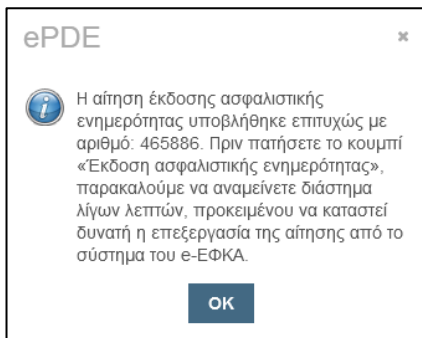 ePDE
×
Η αίτηση έκδοσης ασφαλιστικής
ενημερότητας υποβλήθηκε επιτυχώς με
αριθμό: 465886. Πριν πατήσετε το κουμπί
«Έκδοση ασφαλιστικής ενημερότητας»,
παρακαλούμε να αναμείνετε διάστημα
λίγων λεπτών, προκειμένου να καταστεί
δυνατή η επεξεργασία της αίτησης από το
σύστημα του e-ΕΦΚΑ.
OK